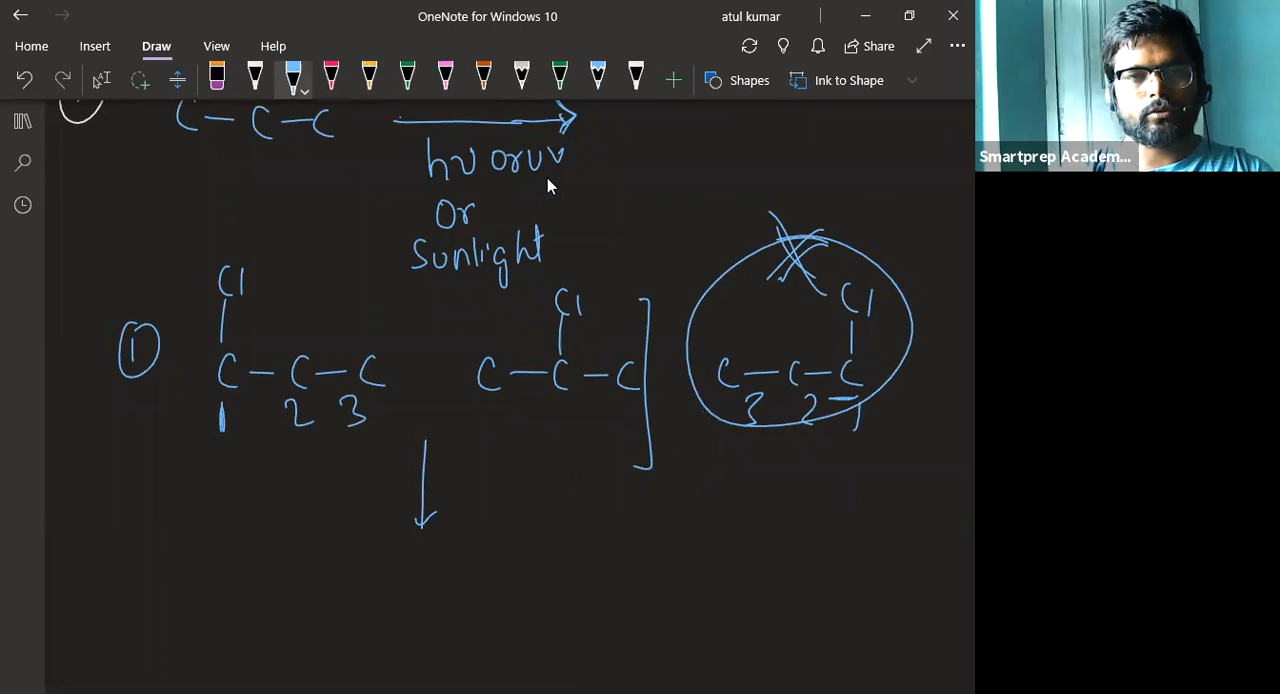 OneNote for Windows 10
atul kumar
Home Insert Draw View Help
Share
Shapes Ink to Shape
C — C — C
hν or uv
Or
Sunlight
Cl Cl Cl
1 C — C — C C — C — C C — C — C
1 2 3 3 2 1
Smartprep Academ...